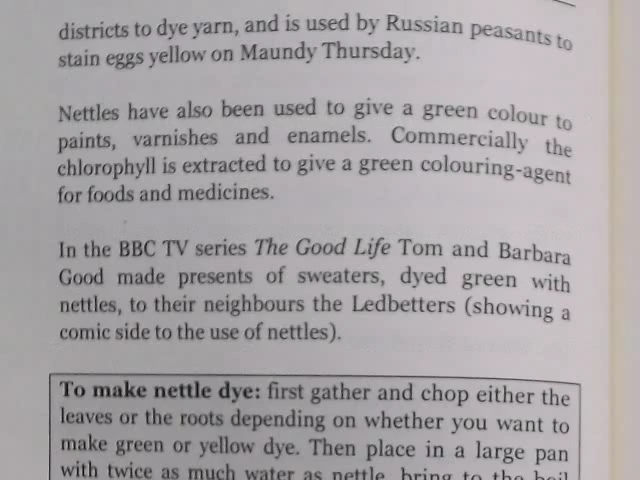 districts to dye yarn, and is used by Russian peasants to
stain eggs yellow on Maundy Thursday.
Nettles have also been used to give a green colour to
paints, varnishes and enamels. Commercially the
chlorophyll is extracted to give a green colouring-agent
for foods and medicines.
In the BBC TV series The Good Life Tom and Barbara
Good made presents of sweaters, dyed green with
nettles, to their neighbours the Ledbetters (showing a
comic side to the use of nettles).
To make nettle dye: first gather and chop either the
leaves or the roots depending on whether you want to
make green or yellow dye. Then place in a large pan
with twice as much water as nettle, bring to the boil